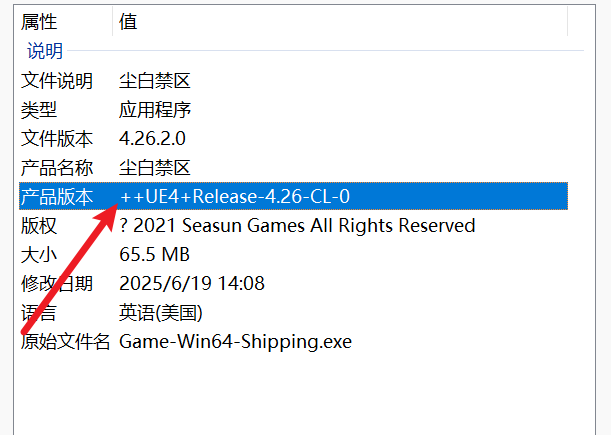 属性 值
说明
文件说明 尘白禁区
类型 应用程序
文件版本 4.26.2.0
产品名称 尘白禁区
产品版本 ++UE4+Release-4.26-CL-0
版权 ? 2021 Seasun Games All Rights Reserved
大小 65.5 MB
修改日期 2025/6/19 14:08
语言 英语(美国)
原始文件名 Game-Win64-Shipping.exe